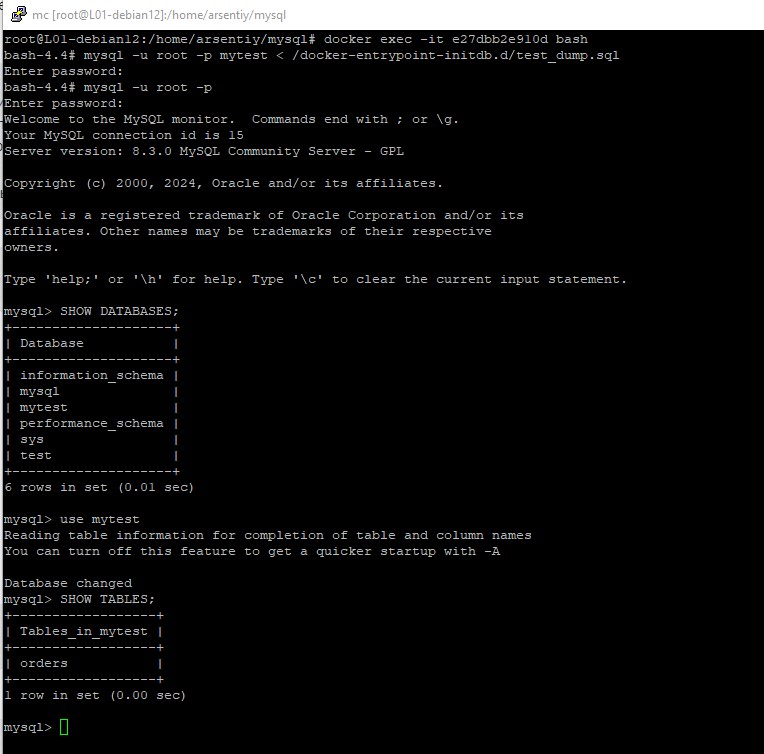 mc [root@L01-debian12]:/home/arsentiy/mysql
root@L01-debian12:/home/arsentiy/mysql# docker exec -it e27dbb2e910d bash
bash-4.4# mysql -u root -p mytest < /docker-entrypoint-initdb.d/test_dump.sql
Enter password:
bash-4.4# mysql -u root -p
Enter password:
Welcome to the MySQL monitor.  Commands end with ; or \g.
Your MySQL connection id is 15
Server version: 8.3.0 MySQL Community Server - GPL

Copyright (c) 2000, 2024, Oracle and/or its affiliates.

Oracle is a registered trademark of Oracle Corporation and/or its
affiliates. Other names may be trademarks of their respective
owners.

Type 'help;' or '\h' for help. Type '\c' to clear the current input statement.

mysql> SHOW DATABASES;
+--------------------+
| Database           |
+--------------------+
| information_schema |
| mysql              |
| mytest             |
| performance_schema |
| sys                |
| test               |
+--------------------+
6 rows in set (0.01 sec)

mysql> use mytest
Reading table information for completion of table and column names
You can turn off this feature to get a quicker startup with -A

Database changed
mysql> SHOW TABLES;
+------------------+
| Tables_in_mytest |
+------------------+
| orders           |
+------------------+
1 row in set (0.00 sec)

mysql>